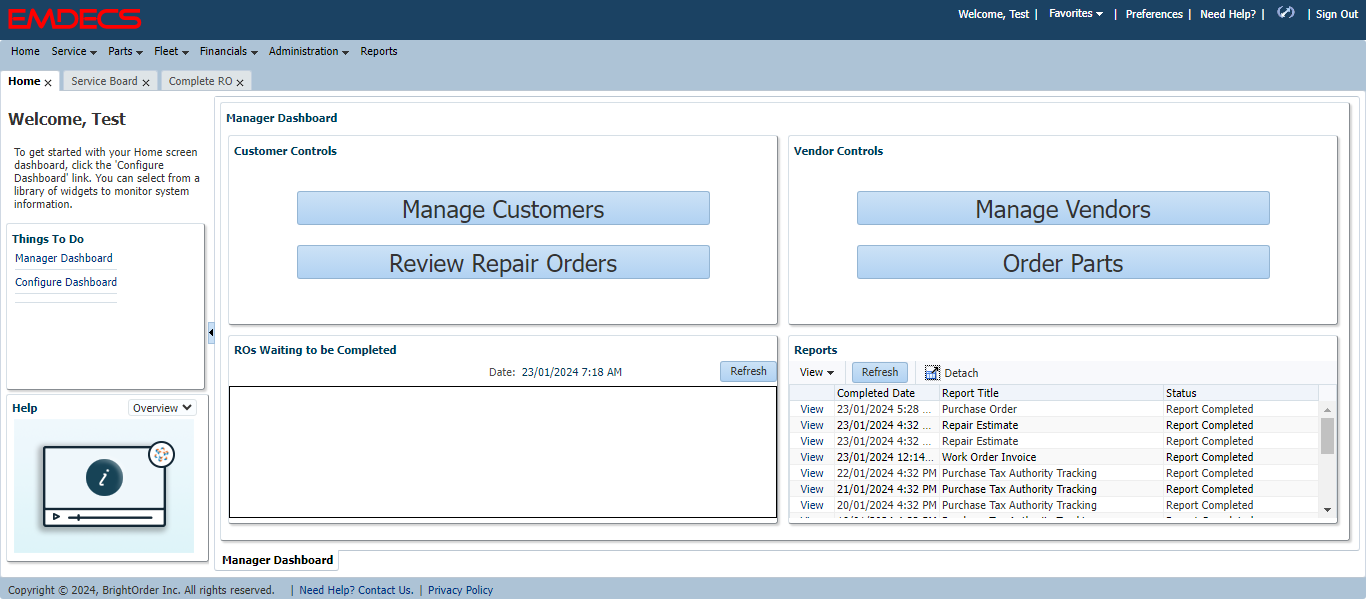 EMDECS
Welcome, Test | Favorites | Preferences | Need Help? | | Sign Out
Home Service Parts Fleet Financials Administration Reports
Home Service Board Complete RO
Welcome, Test
To get started with your Home screen
dashboard, click the 'Configure
Dashboard' link. You can select from a
library of widgets to monitor system
information.
Things To Do
Manager Dashboard
Configure Dashboard
Help Overview
i
Manager Dashboard
Customer Controls
Manage Customers
Review Repair Orders
Vendor Controls
Manage Vendors
Order Parts
ROs Waiting to be Completed
Date: 23/01/2024 7:18 AM Refresh
Reports
View Refresh Detach
Completed Date Report Title Status
View 23/01/2024 5:28 ... Purchase Order Report Completed
View 23/01/2024 4:32 ... Repair Estimate Report Completed
View 23/01/2024 4:32 ... Repair Estimate Report Completed
View 23/01/2024 12:14... Work Order Invoice Report Completed
View 22/01/2024 4:32 PM Purchase Tax Authority Tracking Report Completed
View 21/01/2024 4:32 PM Purchase Tax Authority Tracking Report Completed
View 20/01/2024 4:32 PM Purchase Tax Authority Tracking Report Completed
Manager Dashboard
Copyright © 2024, BrightOrder Inc. All rights reserved. | Need Help? Contact Us. | Privacy Policy